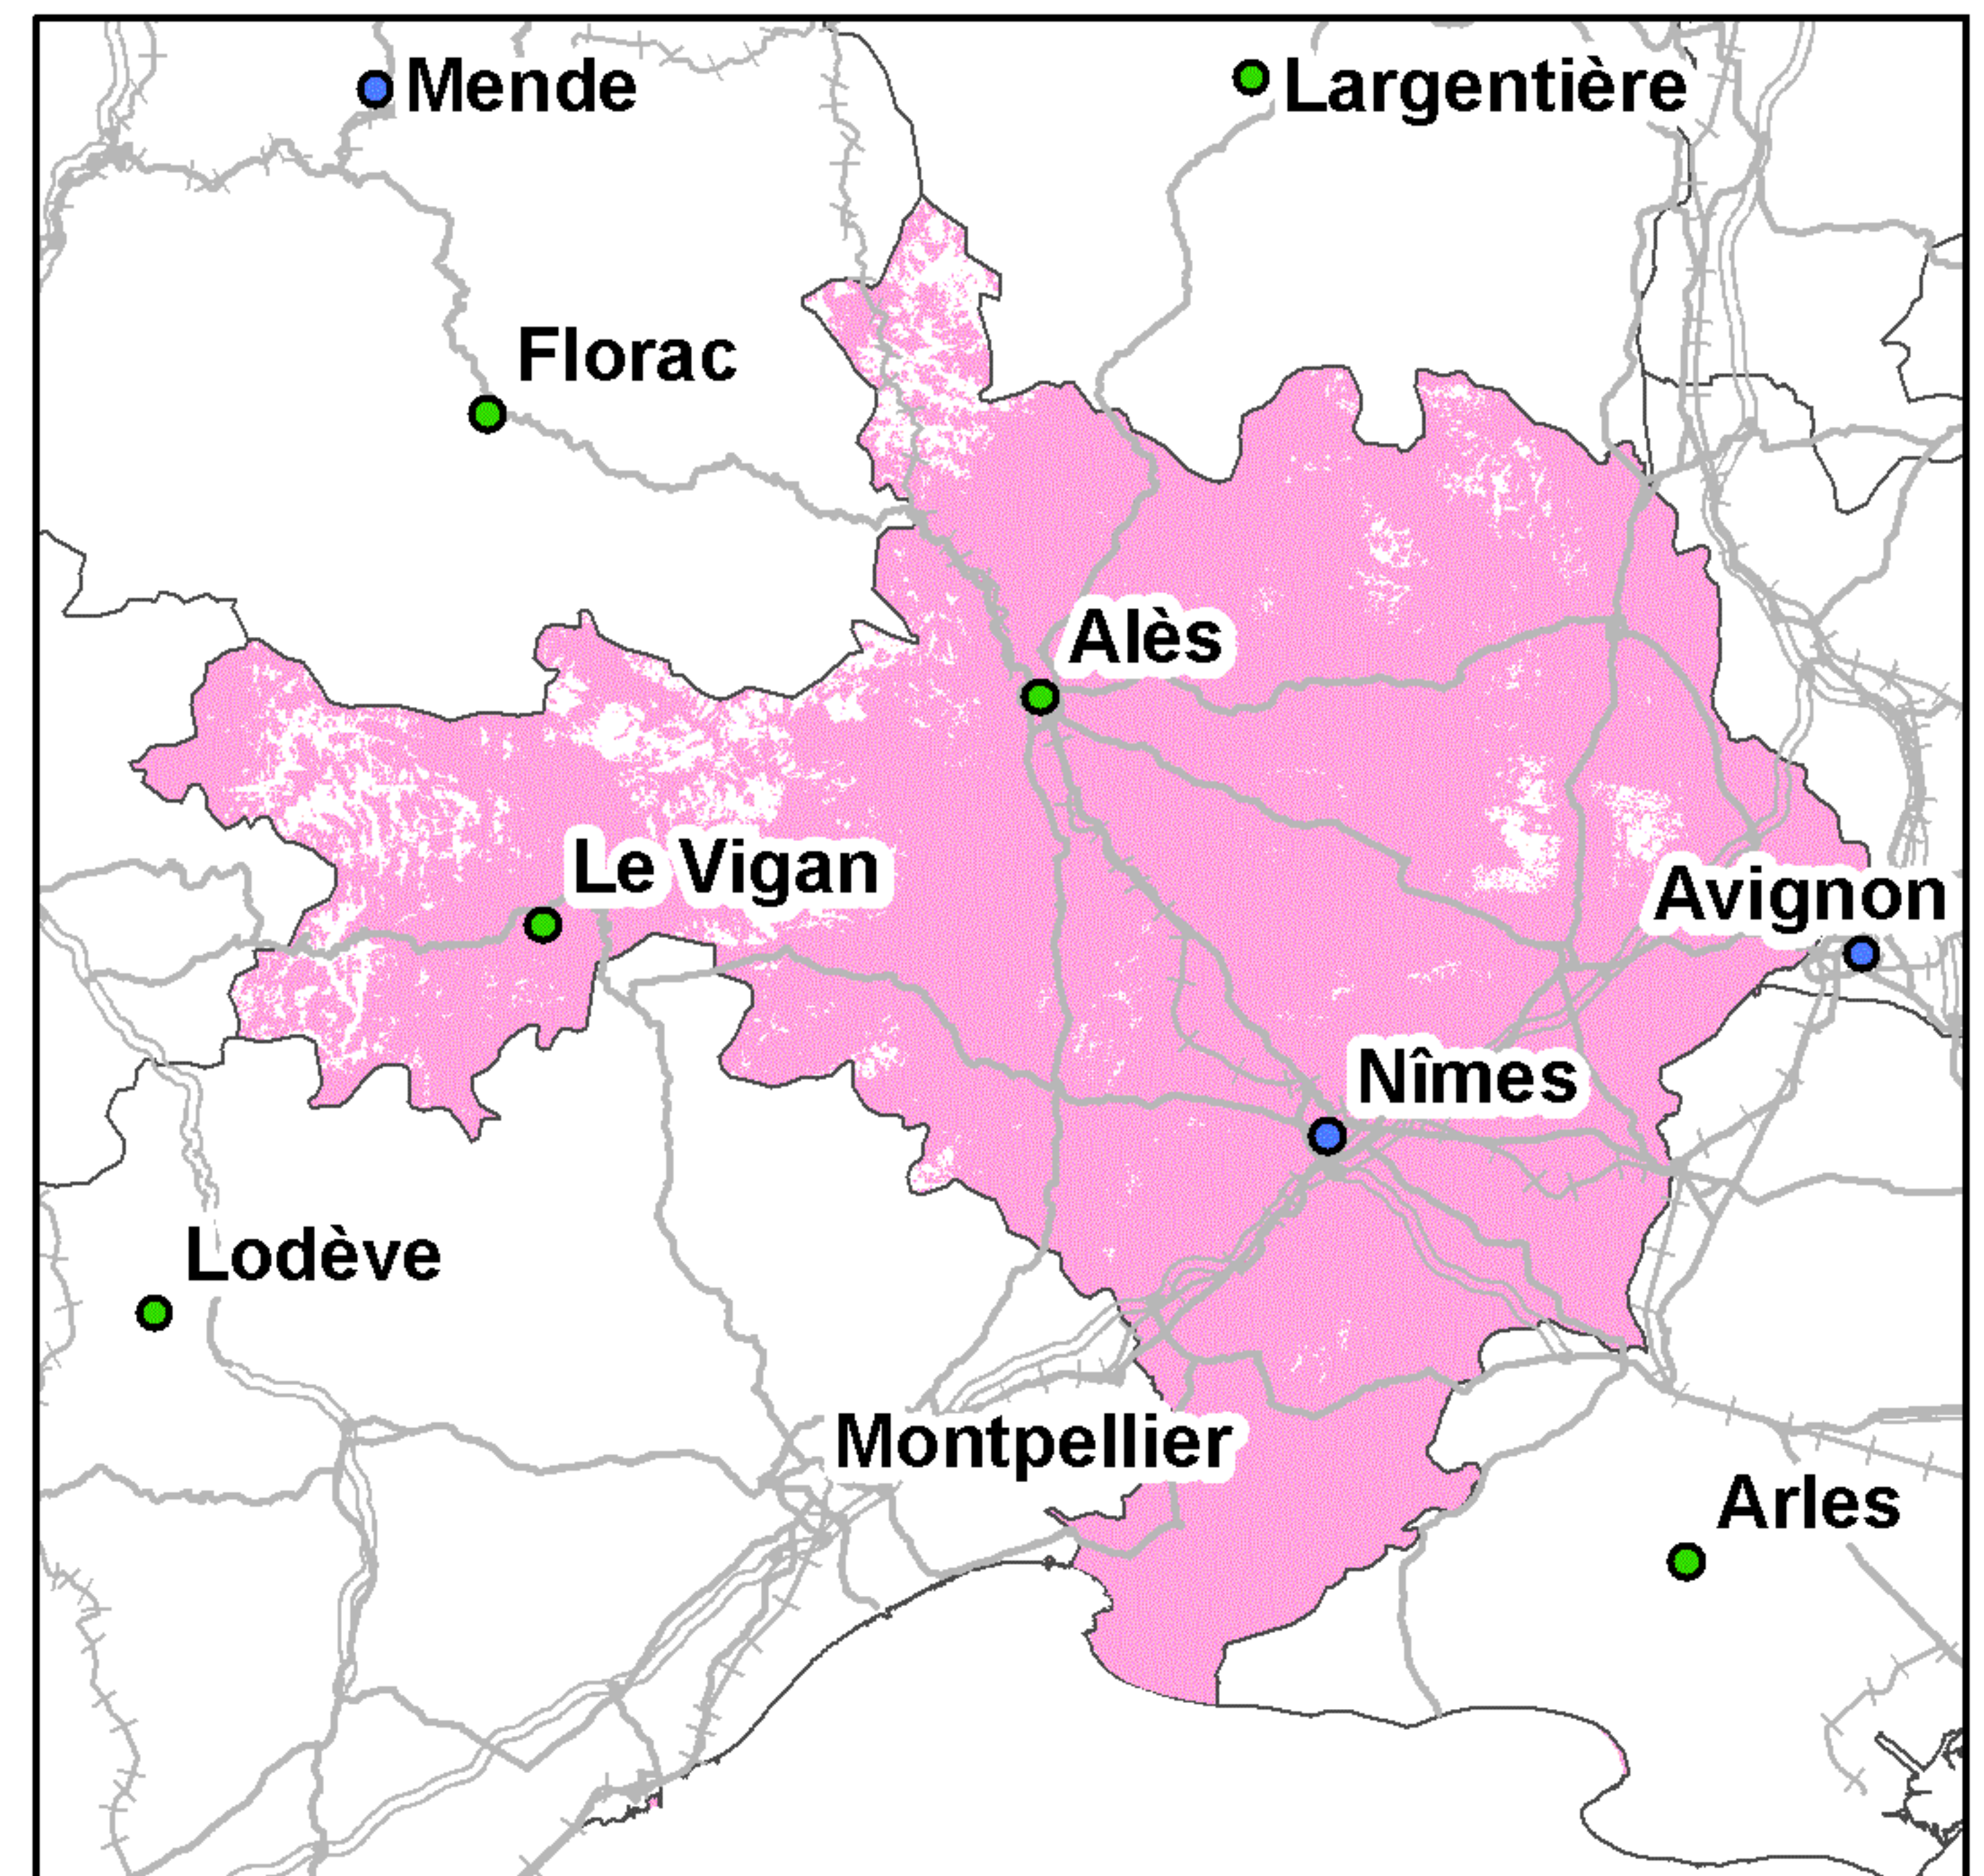 Mende
Largentière
Florac
Alès
Le Vigan
Avignon
Nîmes
Lodève
Montpellier
Arles